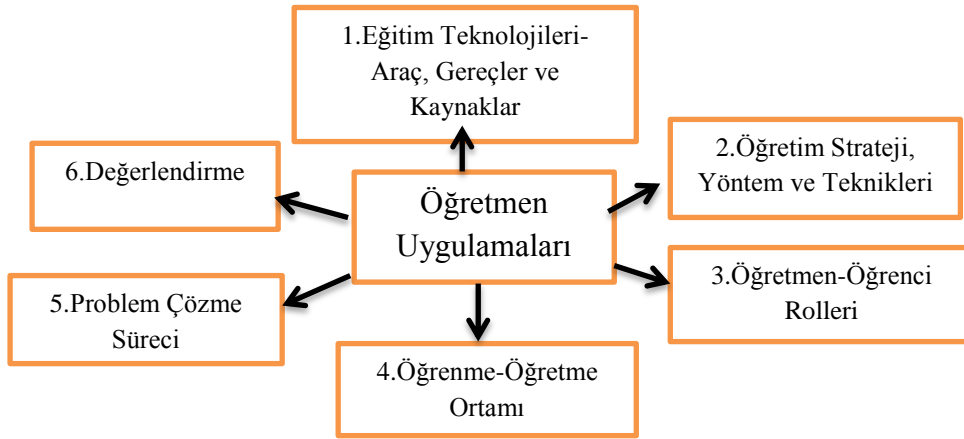 1.Eğitim Teknolojileri-
Araç, Gereçler ve
Kaynaklar
2.Öğretim Strateji,
Yöntem ve Teknikleri
6.Değerlendirme
Öğretmen
Uygulamaları
3.Öğretmen-Öğrenci
Rolleri
5.Problem Çözme
Süreci
4.Öğrenme-Öğretme
Ortamı